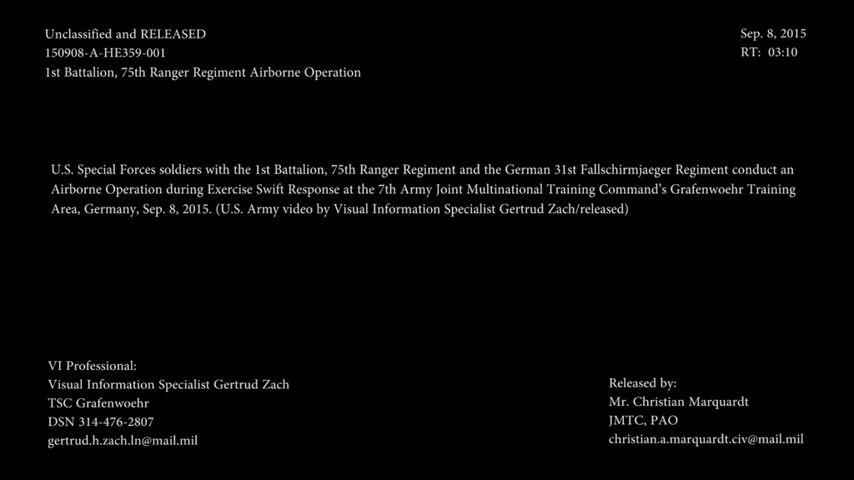 Unclassified and RELEASED
150908-A-HE359-001
1st Battalion, 75th Ranger Regiment Airborne Operation
Sep. 8, 2015
RT: 03:10
U.S. Special Forces soldiers with the 1st Battalion, 75th Ranger Regiment and the German 31st Fallschirmjaeger Regiment conduct an
Airborne Operation during Exercise Swift Response at the 7th Army Joint Multinational Training Command's Grafenwoehr Training
Area, Germany, Sep. 8, 2015. (U.S. Army video by Visual Information Specialist Gertrud Zach/released)
VI Professional:
Visual Information Specialist Gertrud Zach
TSC Grafenwoehr
DSN 314-476-2807
gertrud.h.zach.ln@mail.mil
Released by:
Mr. Christian Marquardt
JMTC, PAO
christian.a.marquardt.civ@mail.mil